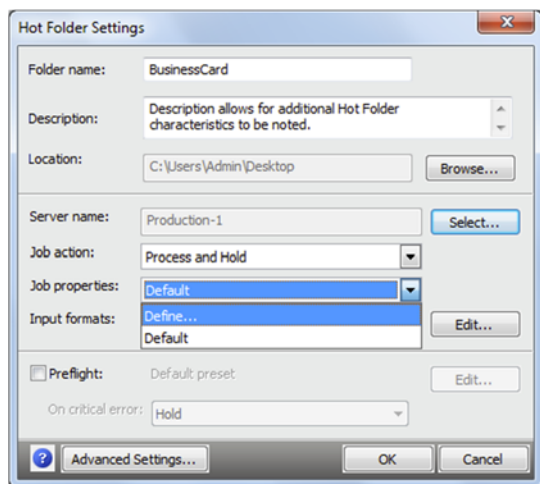 Hot Folder Settings
Folder name: BusinessCard
Description: Description allows for additional Hot Folder
characteristics to be noted.
Location: C:\Users\Admin\Desktop Browse...
Server name: Production-1 Select...
Job action: Process and Hold
Job properties: Default
Input formats: Define... Edit...
Default
Preflight: Default preset Edit...
On critical error: Hold
? Advanced Settings... OK Cancel